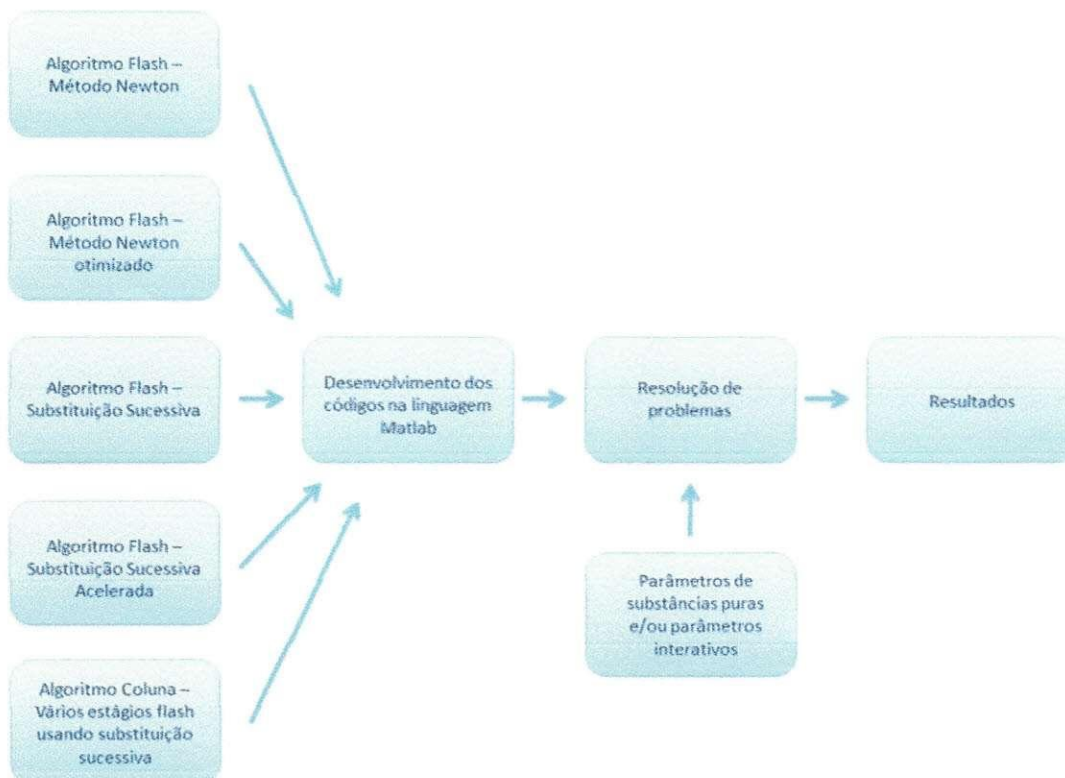 Algoritmo Flash –
Método Newton
Algoritmo Flash –
Método Newton
otimizado
Algoritmo Flash –
Substituição Sucessiva
Algoritmo Flash –
Substituição Sucessiva
Acelerada
Algoritmo Coluna –
Vários estágios flash
usando substituição
sucessiva
Desenvolvimento dos
códigos na linguagem
Matlab
Resolução de
problemas
Resultados
Parâmetros de
substâncias puras
e/ou parâmetros
interativos